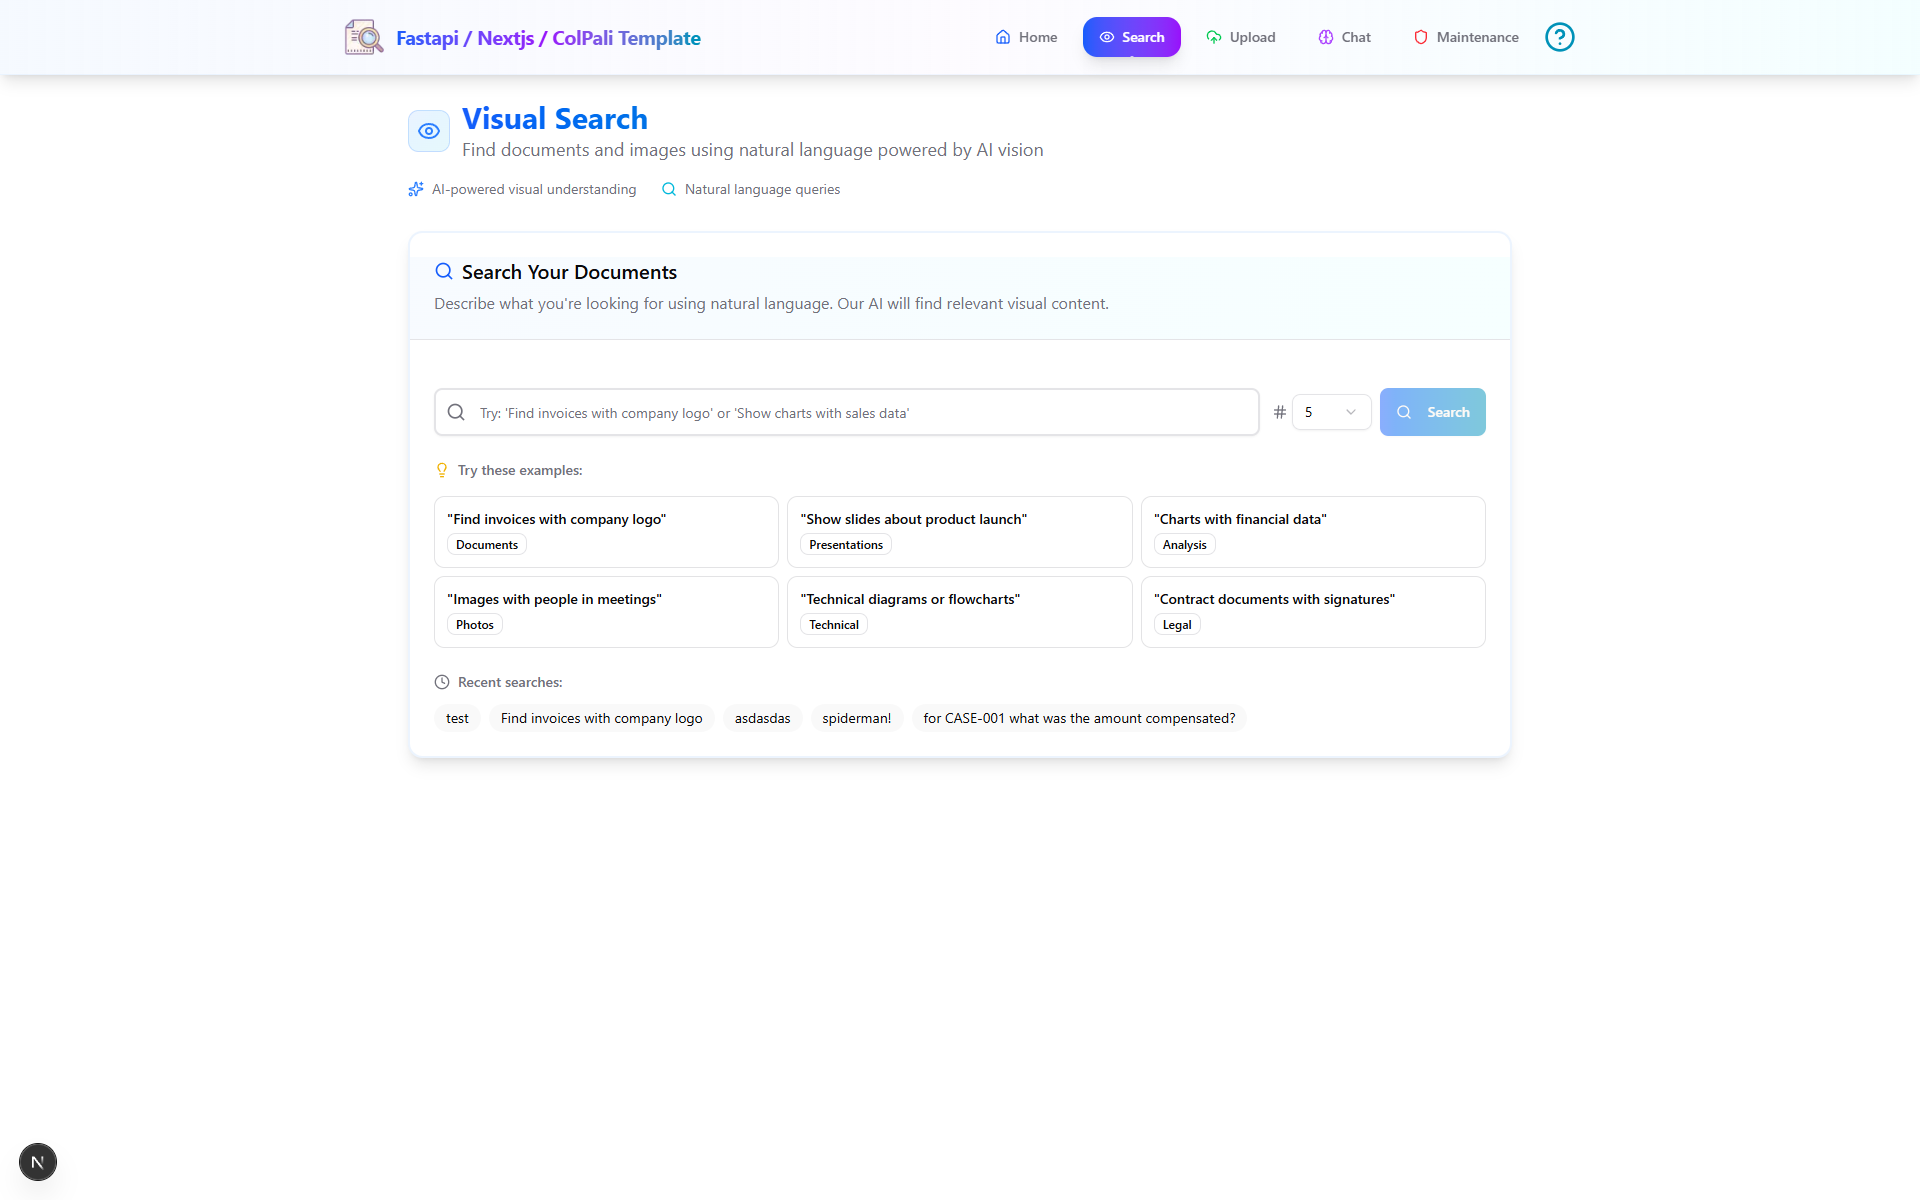 Fastapi / Nextjs / ColPali Template
Home
Search
Upload
Chat
Maintenance
?
Visual Search
Find documents and images using natural language powered by AI vision
AI-powered visual understanding
Natural language queries
Search Your Documents
Describe what you're looking for using natural language. Our AI will find relevant visual content.
Try: 'Find invoices with company logo' or 'Show charts with sales data'
# 5
Search
Try these examples:
"Find invoices with company logo"
Documents
"Show slides about product launch"
Presentations
"Charts with financial data"
Analysis
"Images with people in meetings"
Photos
"Technical diagrams or flowcharts"
Technical
"Contract documents with signatures"
Legal
Recent searches:
test
Find invoices with company logo
asdasdas
spiderman!
for CASE-001 what was the amount compensated?
N